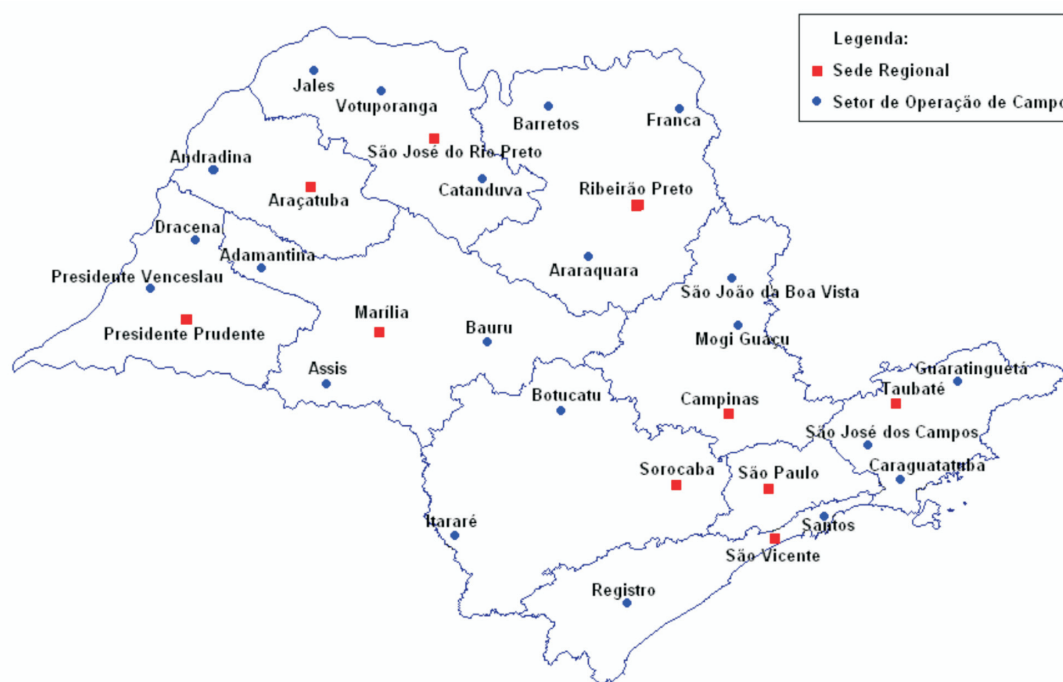 Legenda:
Sede Regional
Setor de Operação de Campo
Jales
Votuporanga
Barretos
Franca
São José do Rio Preto
Andradina
Catanduva
Araçatuba
Ribeirão Preto
Dracena
Adamantina
Araraquara
Presidente Venceslau
São João da Boa Vista
Presidente Prudente
Marília
Bauru
Mogi Guaçu
Assis
Guaratinguetá
Taubaté
Botucatu
Campinas
São José dos Campos
Sorocaba
São Paulo
Caraguatatuba
Itararé
Santos
São Vicente
Registro